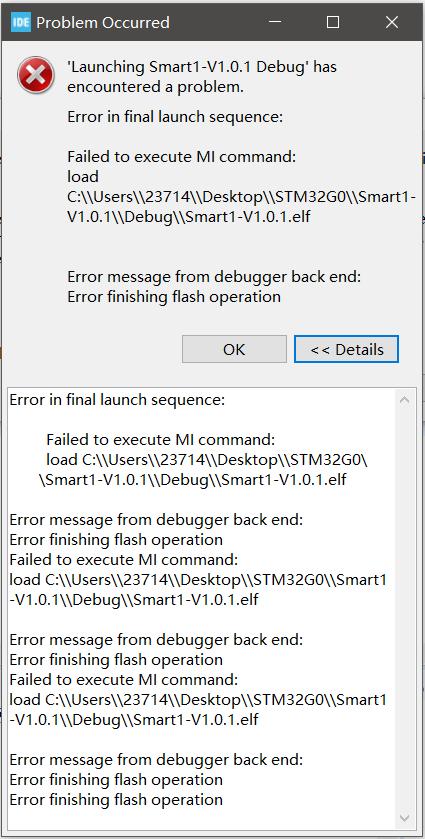 IDE Problem Occurred
'Launching Smart1-V1.0.1 Debug' has
encountered a problem.
Error in final launch sequence:
Failed to execute MI command:
load
C:\\Users\\23714\\Desktop\\STM32G0\\Smart1-
V1.0.1\\Debug\\Smart1-V1.0.1.elf
Error message from debugger back end:
Error finishing flash operation
OK
<< Details
Error in final launch sequence:
Failed to execute MI command:
load C:\\Users\\23714\\Desktop\\STM32G0\
\Smart1-V1.0.1\\Debug\\Smart1-V1.0.1.elf
Error message from debugger back end:
Error finishing flash operation
Failed to execute MI command:
load C:\\Users\\23714\\Desktop\\STM32G0\\Smart1
-V1.0.1\\Debug\\Smart1-V1.0.1.elf
Error message from debugger back end:
Error finishing flash operation
Failed to execute MI command:
load C:\\Users\\23714\\Desktop\\STM32G0\\Smart1
-V1.0.1\\Debug\\Smart1-V1.0.1.elf
Error message from debugger back end:
Error finishing flash operation
Error finishing flash operation